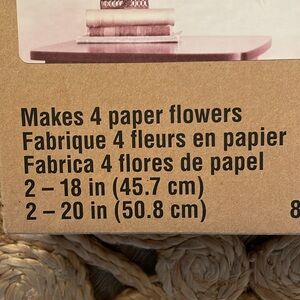 Makes 4 paper flowers
Fabrique 4 fleurs en papier
Fabrica 4 flores de papel
2 – 18 in (45.7 cm)
2 – 20 in (50.8 cm)
8